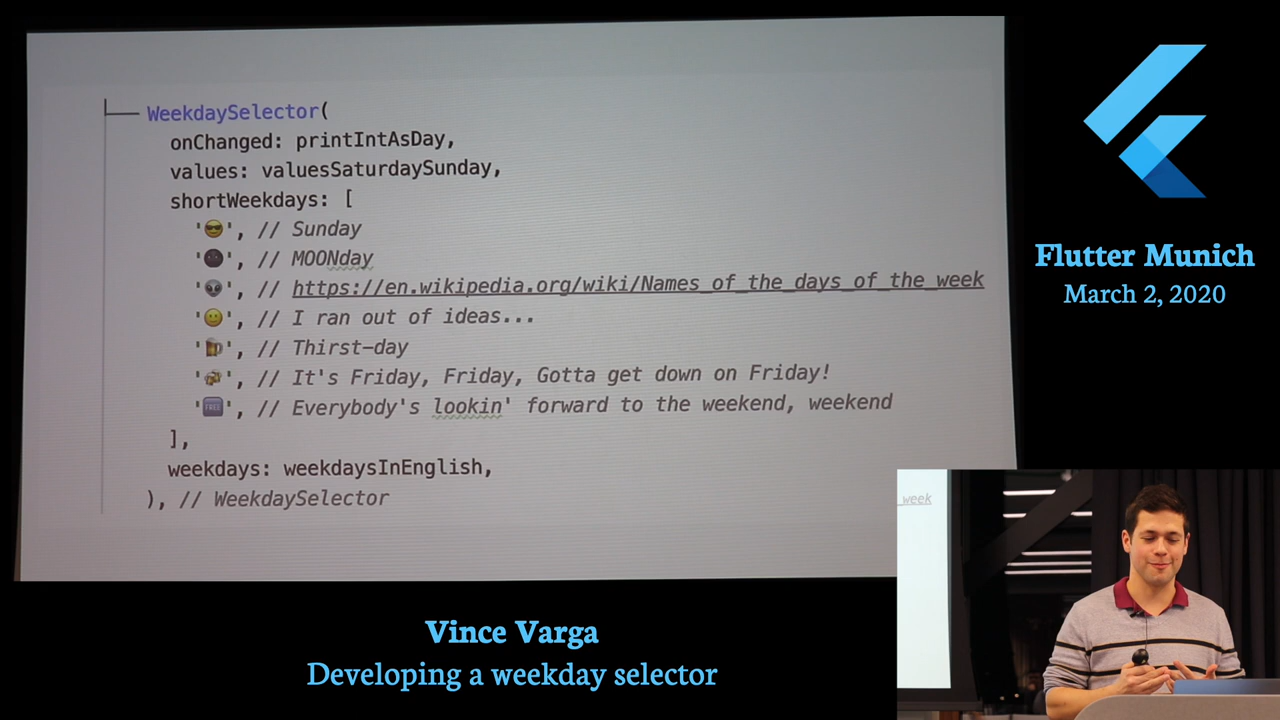 WeekdaySelector(
onChanged: printIntAsDay,
values: valuesSaturdaySunday,
shortWeekdays: [
'😎', // Sunday
'🌚', // MOONday
'👽', // https://en.wikipedia.org/wiki/Names_of_the_days_of_the_week
'🙂', // I ran out of ideas...
'🍺', // Thirst-day
'🍻', // It's Friday, Friday, Gotta get down on Friday!
'🆓', // Everybody's lookin' forward to the weekend, weekend
],
weekdays: weekdaysInEnglish,
), // WeekdaySelector
Flutter Munich
March 2, 2020
_week
Vince Varga
Developing a weekday selector